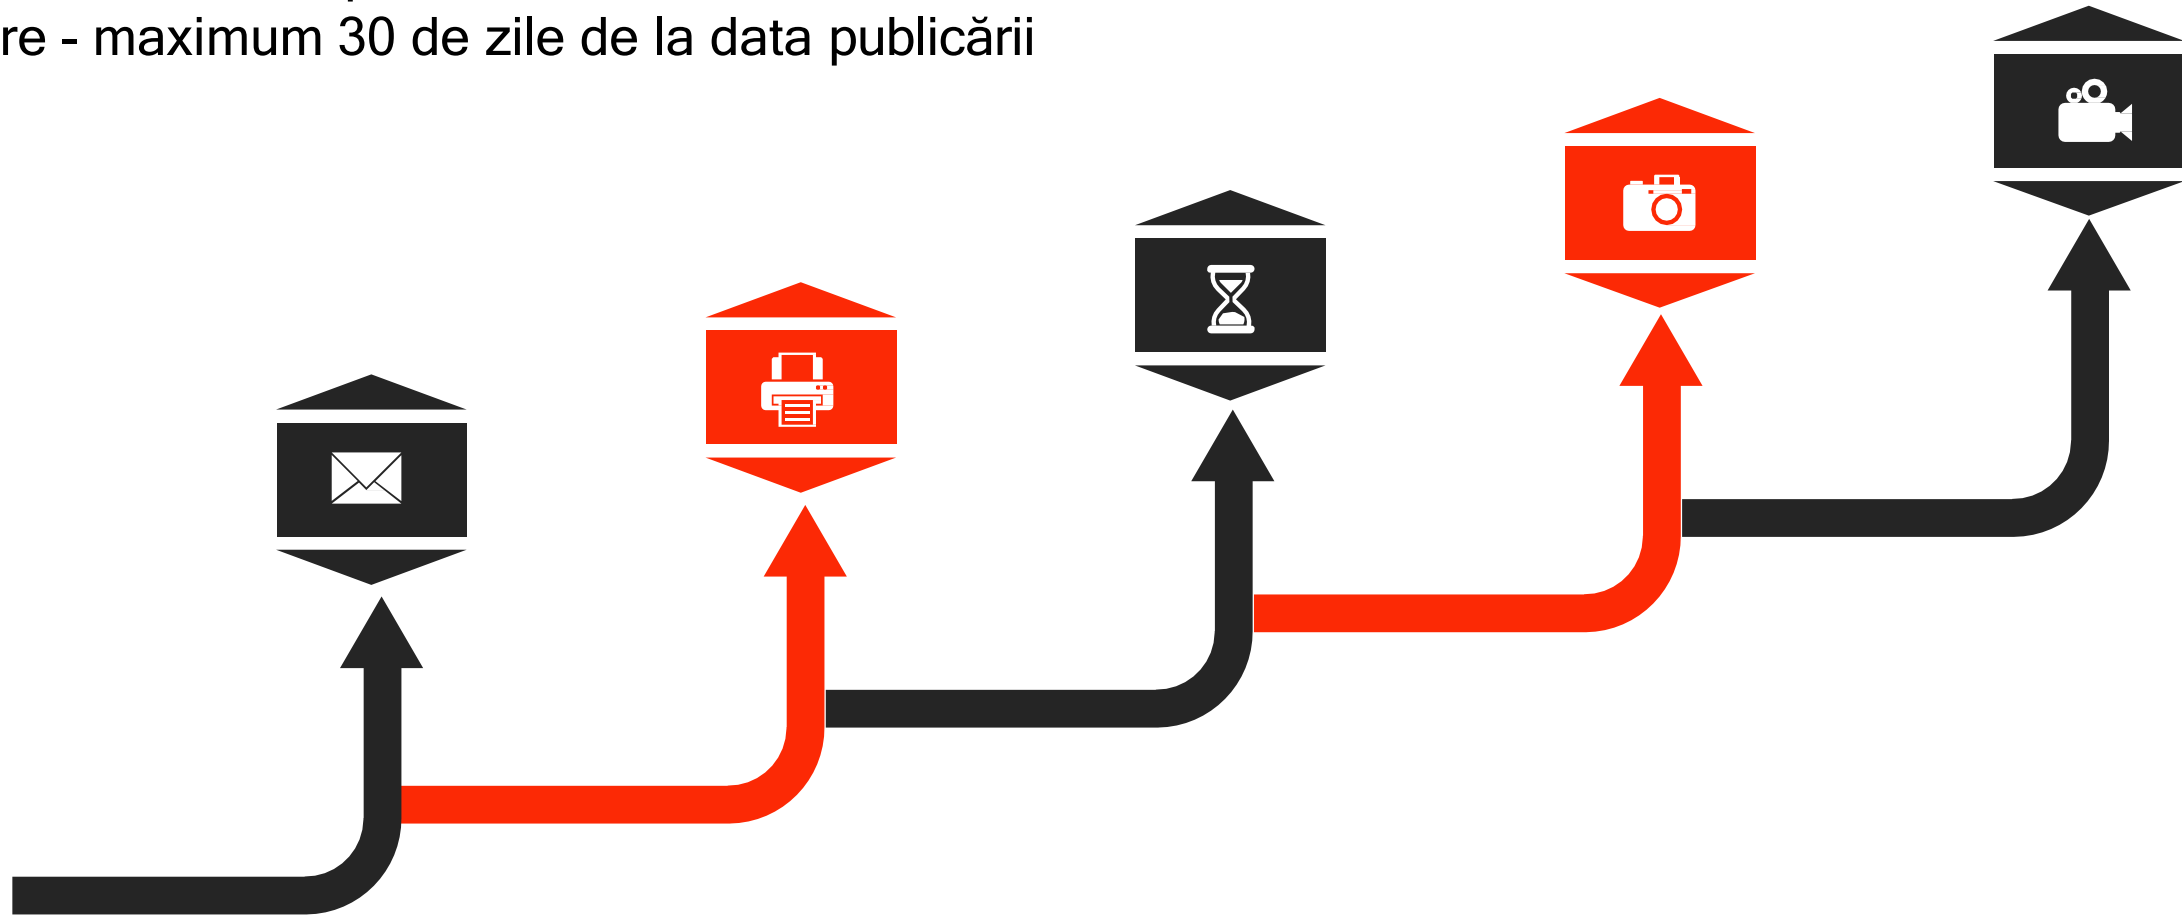 re - maximum 30 de zile de la data publicării